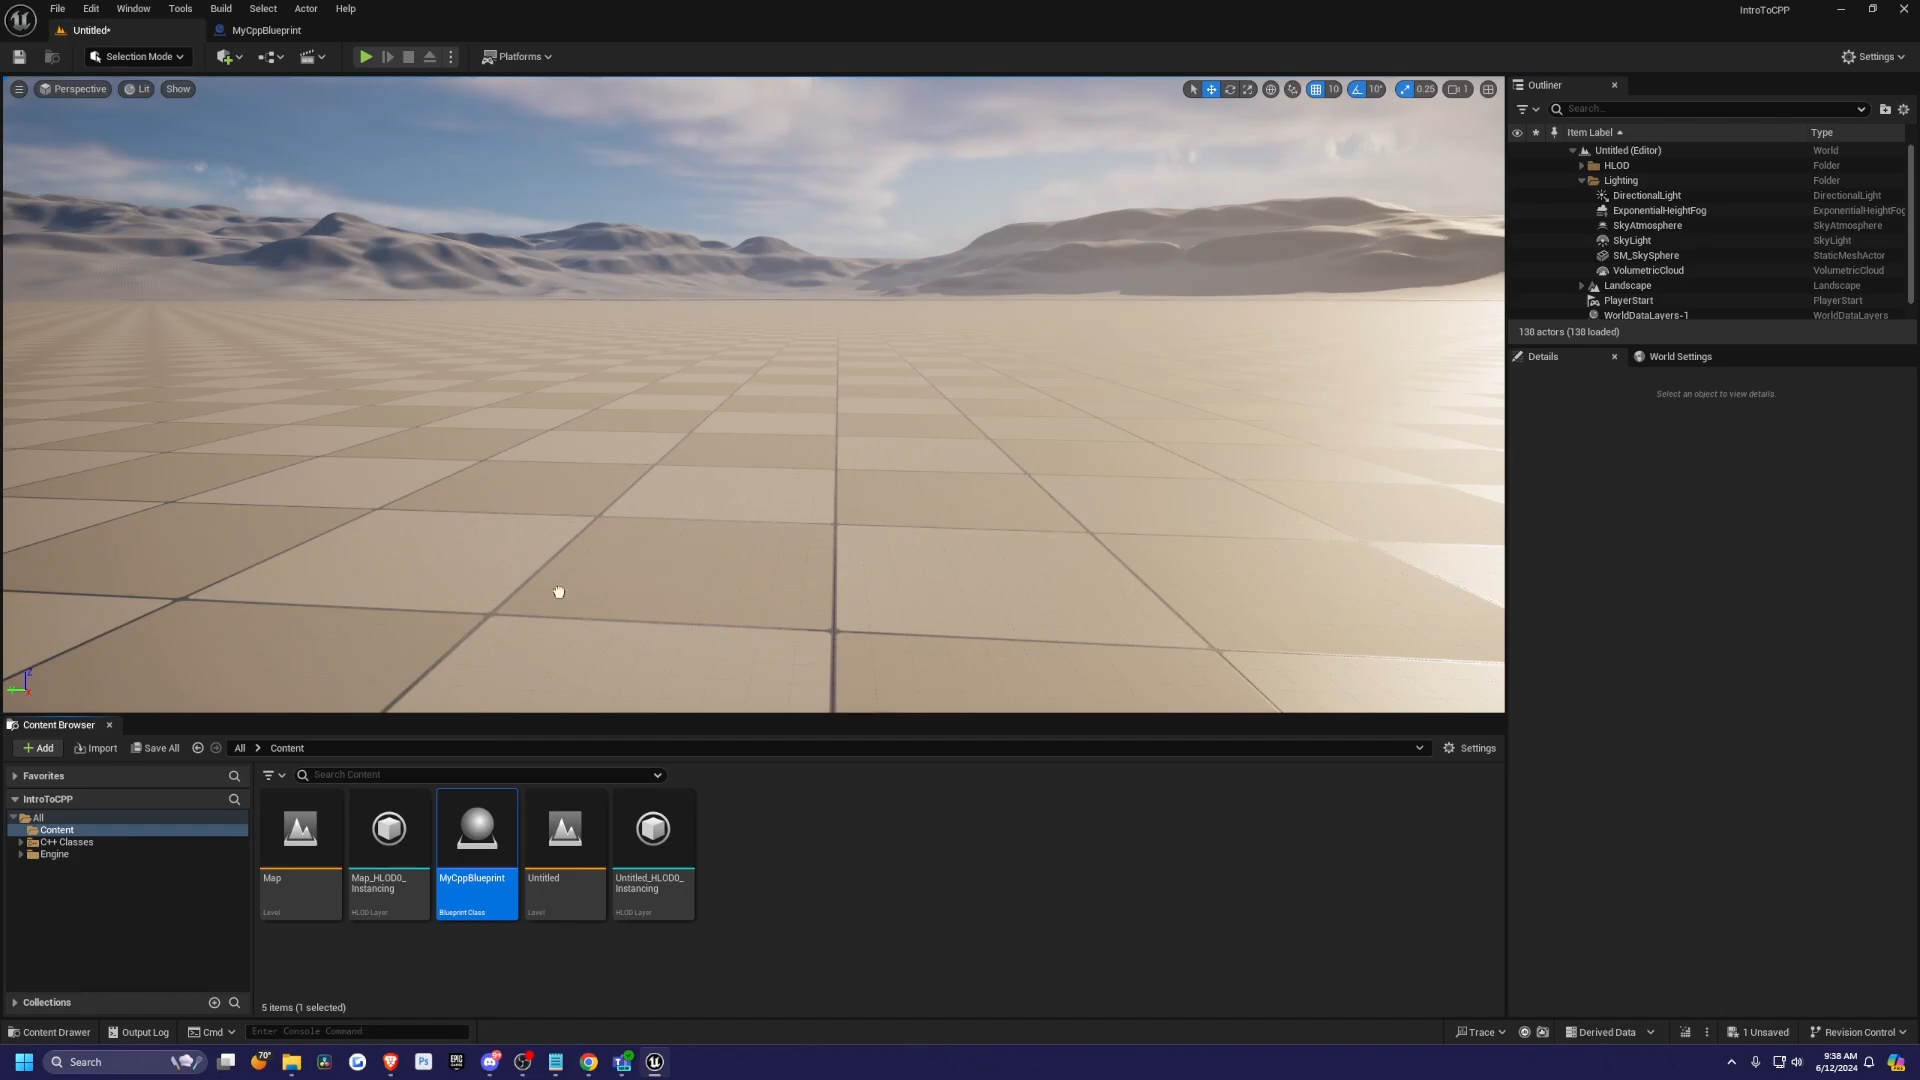 File Edit Window Tools Build Select Actor Help
IntroToCPP
Untitled*
MyCppBlueprint
Selection Mode
Platforms
Settings
Perspective Lit Show
10 10° 0.25 1
Outliner
Search...
Item Label Type
Untitled (Editor) World
HLOD Folder
Lighting Folder
DirectionalLight DirectionalLight
ExponentialHeightFog ExponentialHeightFog
SkyAtmosphere SkyAtmosphere
SkyLight SkyLight
SM_SkySphere StaticMeshActor
VolumetricCloud VolumetricCloud
Landscape Landscape
PlayerStart PlayerStart
WorldDataLayers-1 WorldDataLayers
138 actors (138 loaded)
Details World Settings
Select an object to view details.
Z
Content Browser
Add Import Save All All Content Settings
Favorites
Search Content
IntroToCPP
All
Content
C++ Classes
Engine
Map
Level
Map_HLOD0_
Instancing
HLOD Layer
MyCppBlueprint
Blueprint Class
Untitled
Level
Untitled_HLOD0_
Instancing
HLOD Layer
Collections
5 items (1 selected)
Content Drawer Output Log Cmd Enter Console Command Trace Derived Data 1 Unsaved Revision Control
Search
70°
Ps
EPIC
9:38 AM
6/12/2024